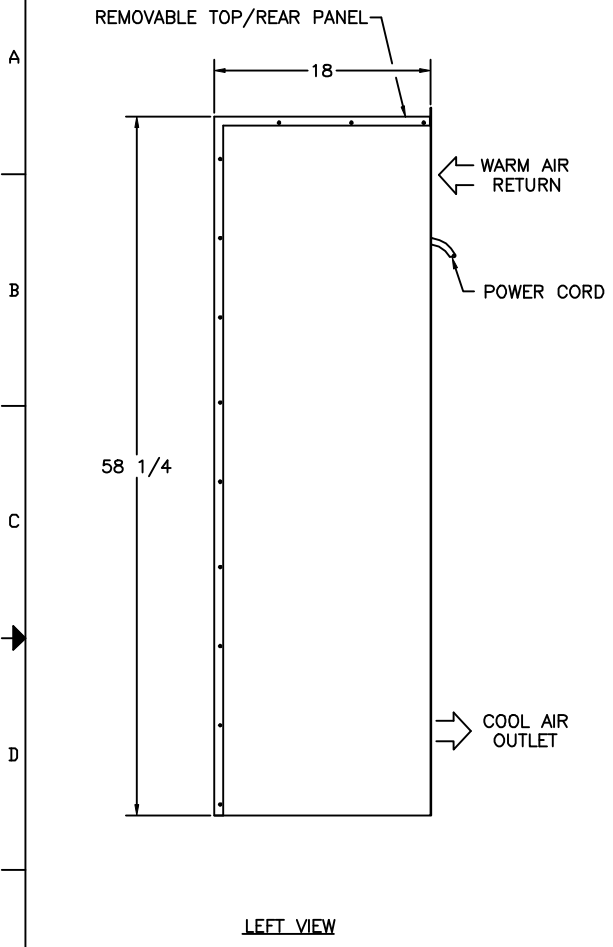 REMOVABLE TOP/REAR PANEL
A
18
WARM AIR
RETURN
B
POWER CORD
58 1/4
C
COOL AIR
OUTLET
D
LEFT VIEW